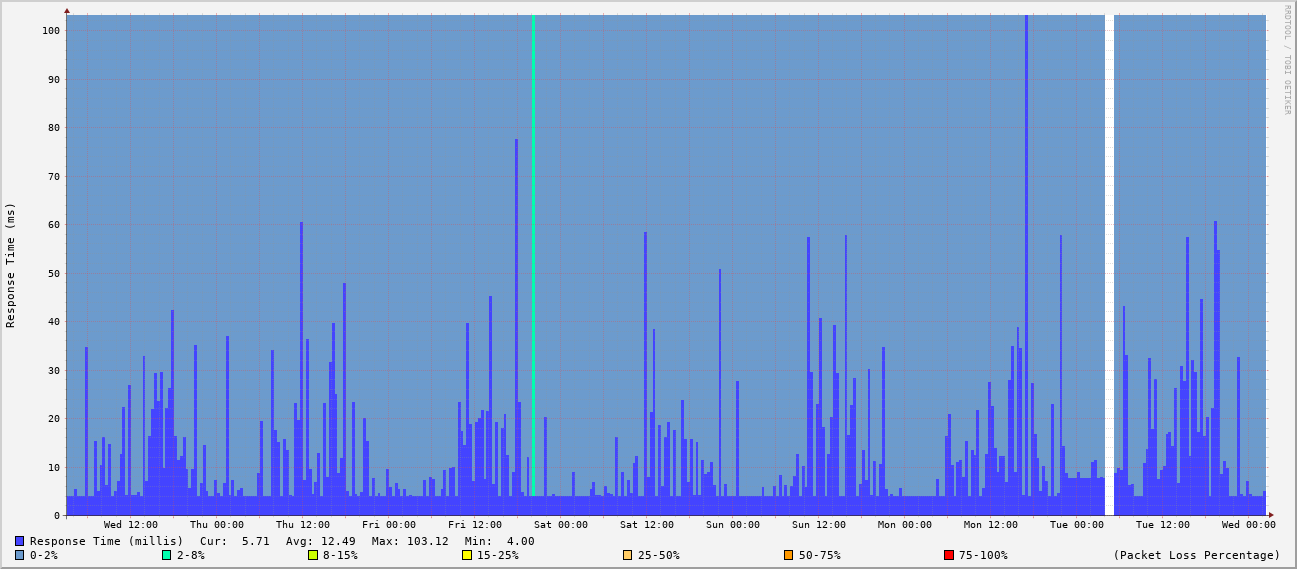 RRDTOOL / TOBI OETIKER
Response Time (ms)
100
90
80
70
60
50
40
30
20
10
0
Wed 12:00 Thu 00:00 Thu 12:00 Fri 00:00 Fri 12:00 Sat 00:00 Sat 12:00 Sun 00:00 Sun 12:00 Mon 00:00 Mon 12:00 Tue 00:00 Tue 12:00 Wed 00:00
Response Time (millis) Cur: 5.71 Avg: 12.49 Max: 103.12 Min: 4.00
0-2% 2-8% 8-15% 15-25% 25-50% 50-75% 75-100% (Packet Loss Percentage)